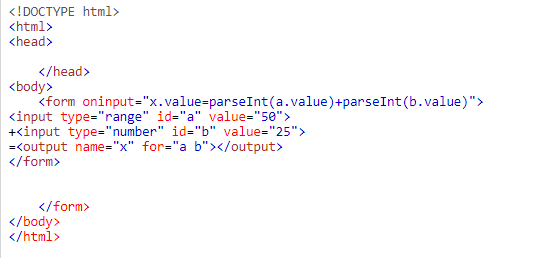 <!DOCTYPE html>
<html>
<head>
</head>
<body>
<form oninput="x.value=parseInt(a.value)+parseInt(b.value)">
<input type="range" id="a" value="50">
+<input type="number" id="b" value="25">
=<output name="x" for="a b"></output>
</form>
</form>
</body>
</html>